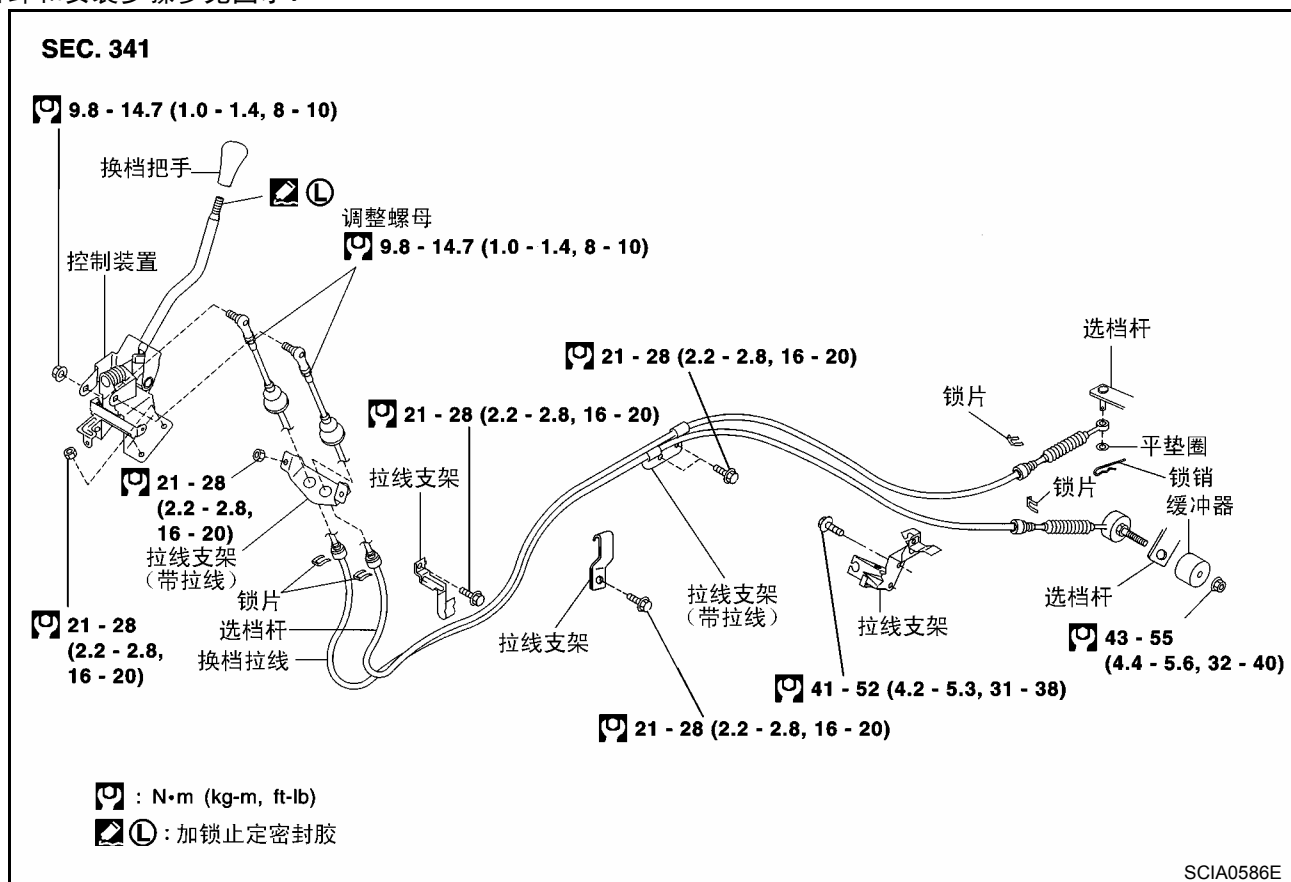 SEC. 341
9.8 - 14.7 (1.0 - 1.4, 8 - 10)
换档把手
L
调整螺母
9.8 - 14.7 (1.0 - 1.4, 8 - 10)
控制装置
选档杆
21 - 28 (2.2 - 2.8, 16 - 20)
锁片
21 - 28 (2.2 - 2.8, 16 - 20)
平垫圈
拉线支架
锁片
锁销
缓冲器
21 - 28
(2.2 - 2.8,
16 - 20)
拉线支架
(带拉线)
锁片
拉线支架
(带拉线)
选档杆
选档杆
拉线支架
拉线支架
21 - 28
(2.2 - 2.8,
16 - 20)
换档拉线
43 - 55
(4.4 - 5.6, 32 - 40)
41 - 52 (4.2 - 5.3, 31 - 38)
21 - 28 (2.2 - 2.8, 16 - 20)
: N•m (kg-m, ft-lb)
L : 加锁止定密封胶
SCIA0586E